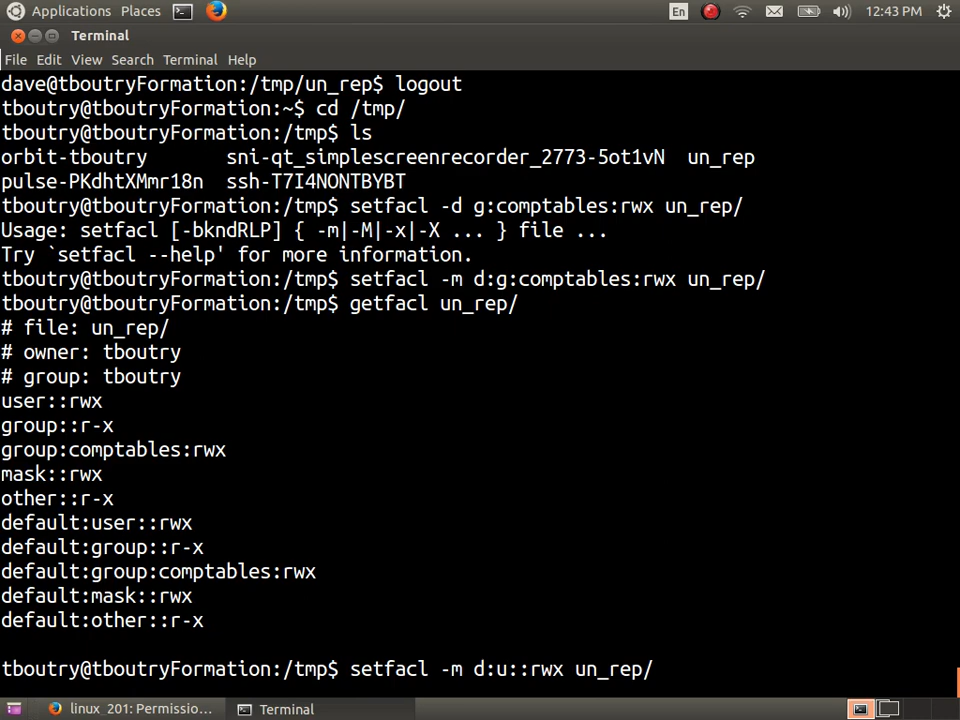 Applications Places En 12:43 PM
Terminal
File Edit View Search Terminal Help
dave@tboutryFormation:/tmp/un_rep$ logout
tboutry@tboutryFormation:~$ cd /tmp/
tboutry@tboutryFormation:/tmp$ ls
orbit-tboutry sni-qt_simplescreenrecorder_2773-5ot1vN un_rep
pulse-PKdhtXMmr18n ssh-T7I4NONTBYBT
tboutry@tboutryFormation:/tmp$ setfacl -d g:comptables:rwx un_rep/
Usage: setfacl [-bkndRLP] { -m|-M|-x|-X ... } file ...
Try `setfacl --help' for more information.
tboutry@tboutryFormation:/tmp$ setfacl -m d:g:comptables:rwx un_rep/
tboutry@tboutryFormation:/tmp$ getfacl un_rep/
# file: un_rep/
# owner: tboutry
# group: tboutry
user::rwx
group::r-x
group:comptables:rwx
mask::rwx
other::r-x
default:user::rwx
default:group::r-x
default:group:comptables:rwx
default:mask::rwx
default:other::r-x
tboutry@tboutryFormation:/tmp$ setfacl -m d:u::rwx un_rep/
linux_201: Permissio... Terminal